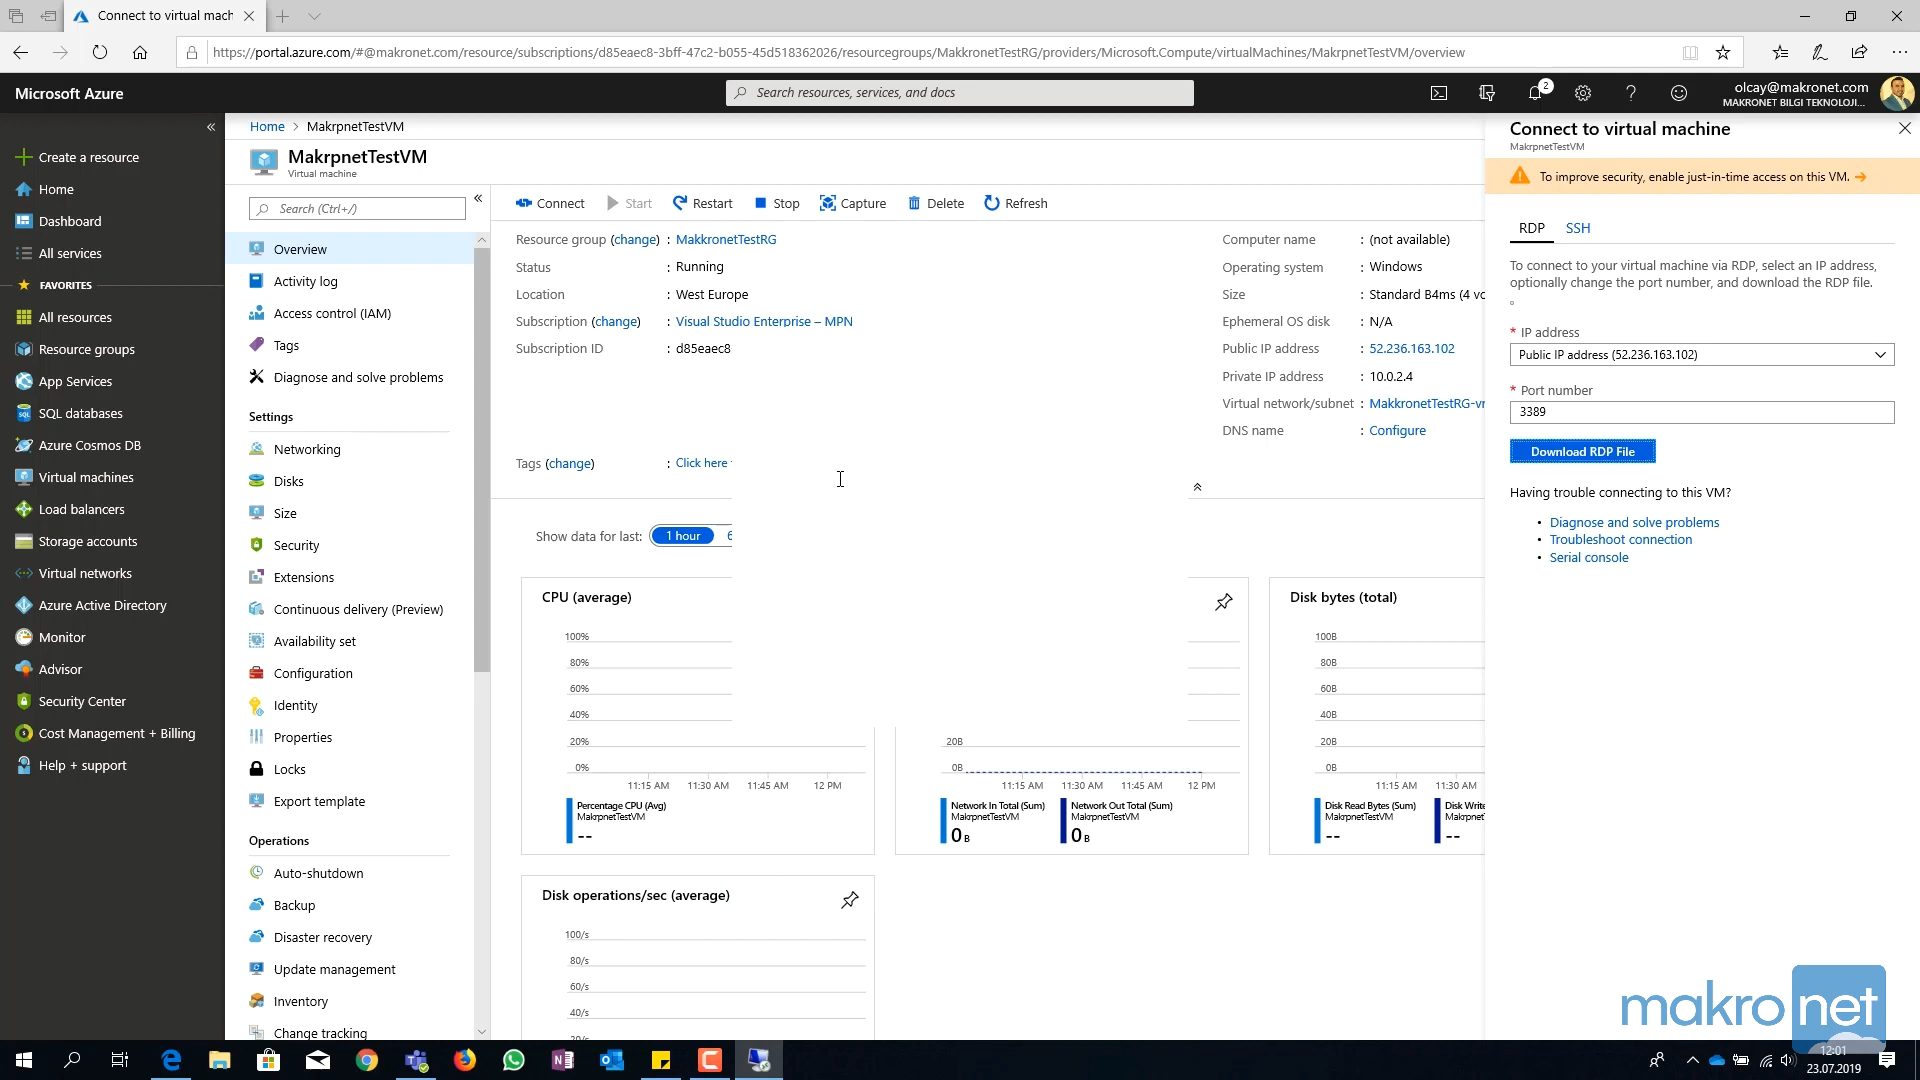 Connect to virtual mach
https://portal.azure.com/#@makronet.com/resource/subscriptions/d85eaec8-3bff-47c2-b055-45d518362026/resourcegroups/MakkronetTestRG/providers/Microsoft.Compute/virtualMachines/MakrpnetTestVM/overview
Microsoft Azure
Search resources, services, and docs
2
olcay@makronet.com
MAKRONET BILGI TEKNOLOJI...
Create a resource
Home
Dashboard
All services
FAVORITES
All resources
Resource groups
App Services
SQL databases
Azure Cosmos DB
Virtual machines
Load balancers
Storage accounts
Virtual networks
Azure Active Directory
Monitor
Advisor
Security Center
Cost Management + Billing
Help + support
Home > MakrpnetTestVM
MakrpnetTestVM
Virtual machine
Search (Ctrl+/)
Overview
Activity log
Access control (IAM)
Tags
Diagnose and solve problems
Settings
Networking
Disks
Size
Security
Extensions
Continuous delivery (Preview)
Availability set
Configuration
Identity
Properties
Locks
Export template
Operations
Auto-shutdown
Backup
Disaster recovery
Update management
Inventory
Change tracking
Connect Start Restart Stop Capture Delete Refresh
Resource group (change) : MakkronetTestRG
Status : Running
Location : West Europe
Subscription (change) : Visual Studio Enterprise – MPN
Subscription ID : d85eaec8
Tags (change) : Click here
Computer name : (not available)
Operating system : Windows
Size : Standard B4ms (4 vc
Ephemeral OS disk : N/A
Public IP address : 52.236.163.102
Private IP address : 10.0.2.4
Virtual network/subnet : MakkronetTestRG-vn
DNS name : Configure
Show data for last: 1 hour 6
CPU (average)
100%
80%
60%
40%
20%
0%
11:15 AM 11:30 AM 11:45 AM 12 PM
Percentage CPU (Avg)
MakrpnetTestVM
--
20B
0B
11:15 AM 11:30 AM 11:45 AM 12 PM
Network In Total (Sum)
MakrpnetTestVM
0 B
Network Out Total (Sum)
MakrpnetTestVM
0 B
Disk bytes (total)
100B
80B
60B
40B
20B
0B
11:15 AM 11:30 AM
Disk Read Bytes (Sum)
MakrpnetTestVM
--
Disk Write
MakrpnetT
--
Disk operations/sec (average)
100/s
80/s
60/s
40/s
20/s
Connect to virtual machine
MakrpnetTestVM
To improve security, enable just-in-time access on this VM.
RDP SSH
To connect to your virtual machine via RDP, select an IP address,
optionally change the port number, and download the RDP file.
* IP address
Public IP address (52.236.163.102)
* Port number
3389
Download RDP File
Having trouble connecting to this VM?
• Diagnose and solve problems
• Troubleshoot connection
• Serial console
makro net
12:01
23.07.2019